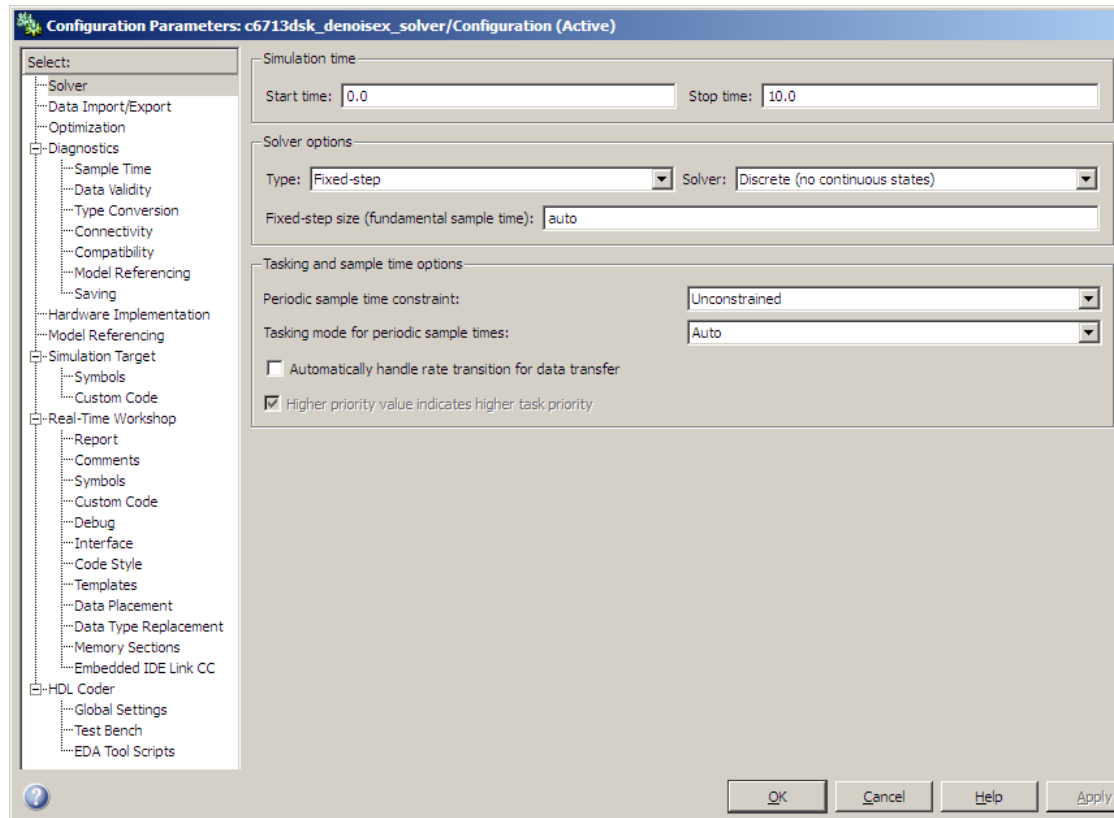 Configuration Parameters: c6713dsk_denoisex_solver/Configuration (Active)
Select:
Solver
Data Import/Export
Optimization
Diagnostics
Sample Time
Data Validity
Type Conversion
Connectivity
Compatibility
Model Referencing
Saving
Hardware Implementation
Model Referencing
Simulation Target
Symbols
Custom Code
Real-Time Workshop
Report
Comments
Symbols
Custom Code
Debug
Interface
Code Style
Templates
Data Placement
Data Type Replacement
Memory Sections
Embedded IDE Link CC
HDL Coder
Global Settings
Test Bench
EDA Tool Scripts
Simulation time
Start time: 0.0 Stop time: 10.0
Solver options
Type: Fixed-step Solver: Discrete (no continuous states)
Fixed-step size (fundamental sample time): auto
Tasking and sample time options
Periodic sample time constraint: Unconstrained
Tasking mode for periodic sample times: Auto
Automatically handle rate transition for data transfer
Higher priority value indicates higher task priority
? OK Cancel Help Apply